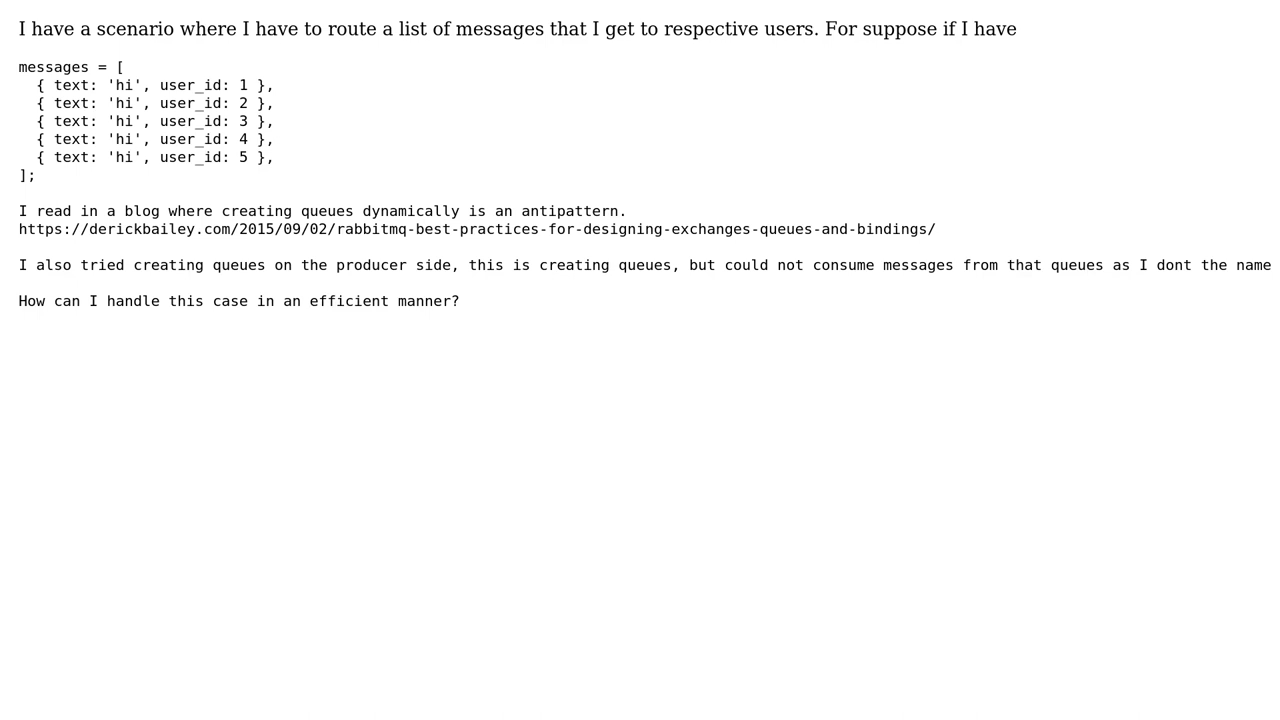 I have a scenario where I have to route a list of messages that I get to respective users. For suppose if I have
messages = [
  { text: 'hi', user_id: 1 },
  { text: 'hi', user_id: 2 },
  { text: 'hi', user_id: 3 },
  { text: 'hi', user_id: 4 },
  { text: 'hi', user_id: 5 },
];
I read in a blog where creating queues dynamically is an antipattern.
https://derickbailey.com/2015/09/02/rabbitmq-best-practices-for-designing-exchanges-queues-and-bindings/
I also tried creating queues on the producer side, this is creating queues, but could not consume messages from that queues as I dont the name
How can I handle this case in an efficient manner?